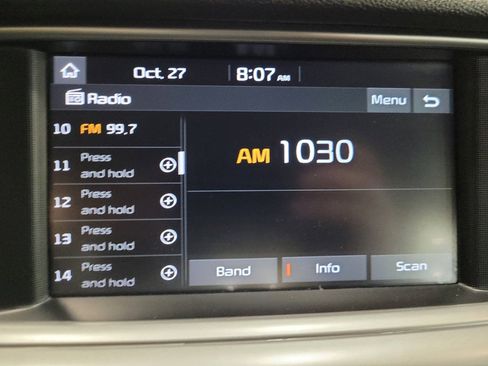 Oct. 27 8:07 AM
Radio Menu
10 FM 99.7
11 Press and hold
12 Press and hold
13 Press and hold
14 Press and hold
AM 1030
Band Info Scan